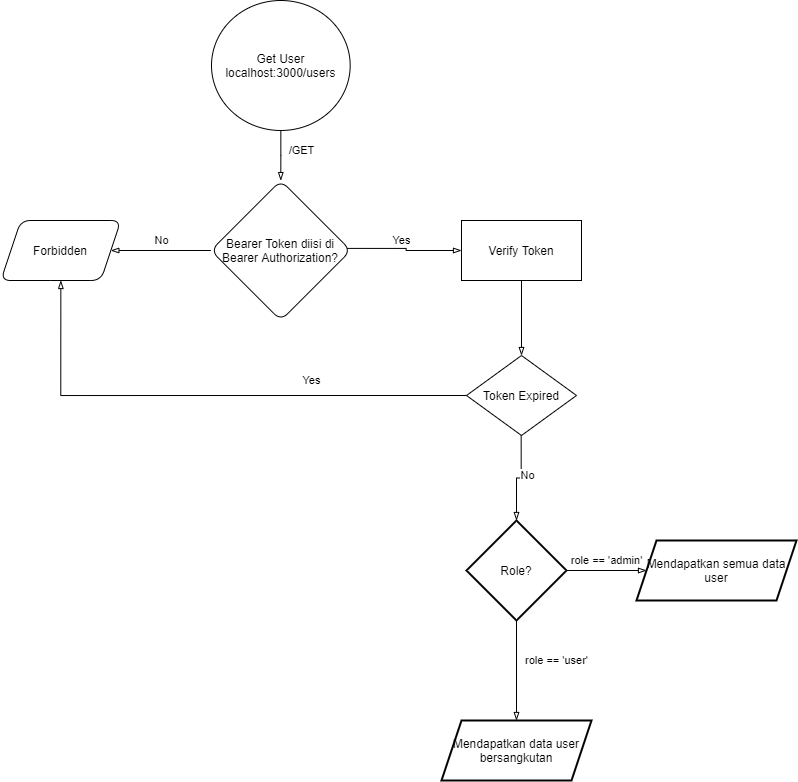 Get User
localhost:3000/users
/GET
Forbidden
No
Bearer Token diisi di
Bearer Authorization?
Yes
Verify Token
Yes
Token Expired
No
Role?
role == 'admin'
Mendapatkan semua data
user
role == 'user'
Mendapatkan data user
bersangkutan